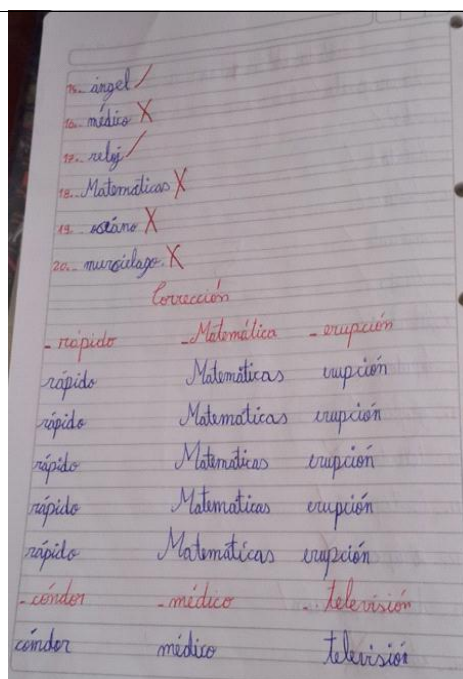 15.. ángel /
16.. médico X
17.. reloj /
18.. Matemáticas X
19.. océano X
20.. murciélago. X
Corrección
- rápido - Matemática - erupción
rápido Matemáticas erupción
rápido Matemáticas erupción
rápido Matemáticas erupción
rápido Matemáticas erupción
rápido Matemáticas erupción
- cóndor - médico - televisión
cóndor médico televisión